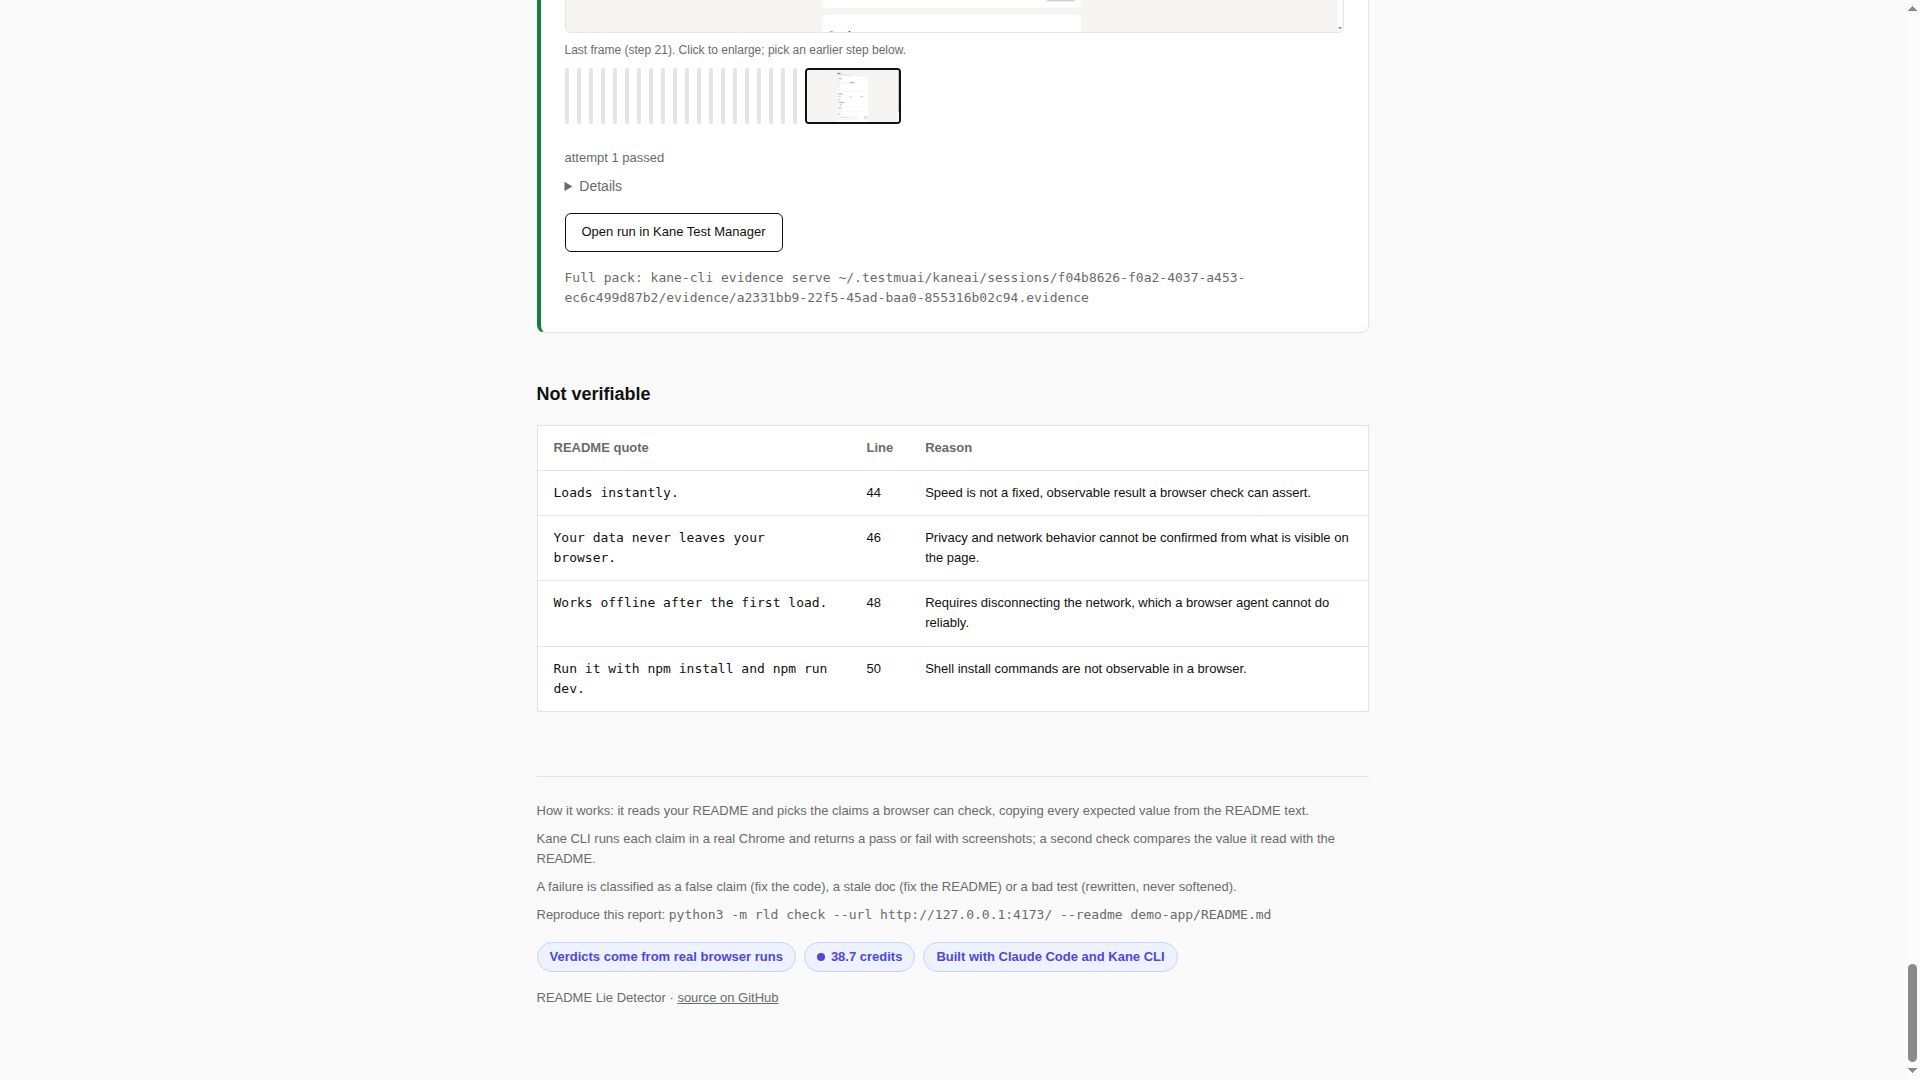 Last frame (step 21). Click to enlarge; pick an earlier step below.
attempt 1 passed
Details
Open run in Kane Test Manager
Full pack: kane-cli evidence serve ~/.testmuai/kaneai/sessions/f04b8626-f0a2-4037-a453-
ec6c499d87b2/evidence/a2331bb9-22f5-45ad-baa0-855316b02c94.evidence
Not verifiable
README quote Line Reason
Loads instantly. 44 Speed is not a fixed, observable result a browser check can assert.
Your data never leaves your 46 Privacy and network behavior cannot be confirmed from what is visible on
browser. the page.
Works offline after the first load. 48 Requires disconnecting the network, which a browser agent cannot do
reliably.
Run it with npm install and npm run 50 Shell install commands are not observable in a browser.
dev.
How it works: it reads your README and picks the claims a browser can check, copying every expected value from the README text.
Kane CLI runs each claim in a real Chrome and returns a pass or fail with screenshots; a second check compares the value it read with the
README.
A failure is classified as a false claim (fix the code), a stale doc (fix the README) or a bad test (rewritten, never softened).
Reproduce this report: python3 -m rld check --url http://127.0.0.1:4173/ --readme demo-app/README.md
Verdicts come from real browser runs 38.7 credits Built with Claude Code and Kane CLI
README Lie Detector · source on GitHub